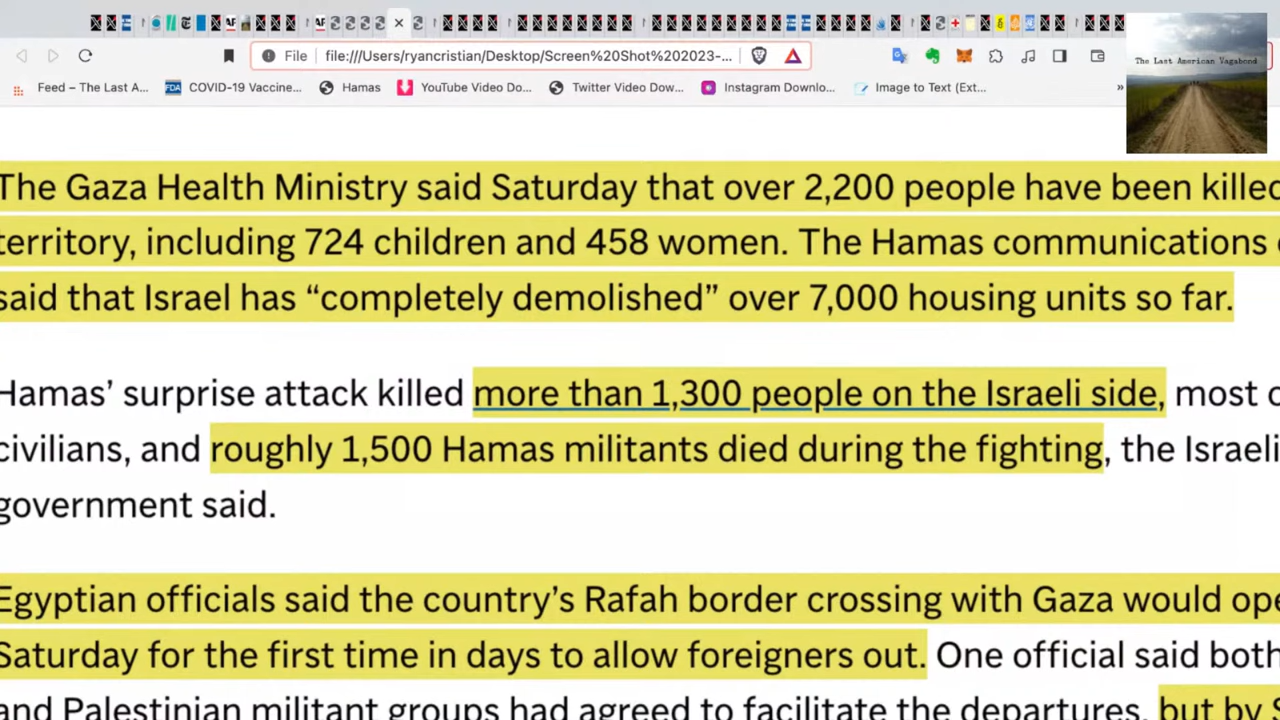 File file:///Users/ryancristian/Desktop/Screen%20Shot%202023-...
Feed – The Last A... FDA COVID-19 Vaccine... Hamas YouTube Video Do... Twitter Video Dow... Instagram Downlo... Image to Text (Ext... »
The Last American Vagabond
The Gaza Health Ministry said Saturday that over 2,200 people have been killed
territory, including 724 children and 458 women. The Hamas communications
said that Israel has “completely demolished” over 7,000 housing units so far.
Hamas’ surprise attack killed more than 1,300 people on the Israeli side, most
civilians, and roughly 1,500 Hamas militants died during the fighting, the Israeli
government said.
Egyptian officials said the country’s Rafah border crossing with Gaza would ope
Saturday for the first time in days to allow foreigners out. One official said both
and Palestinian militant groups had agreed to facilitate the departures, but by S